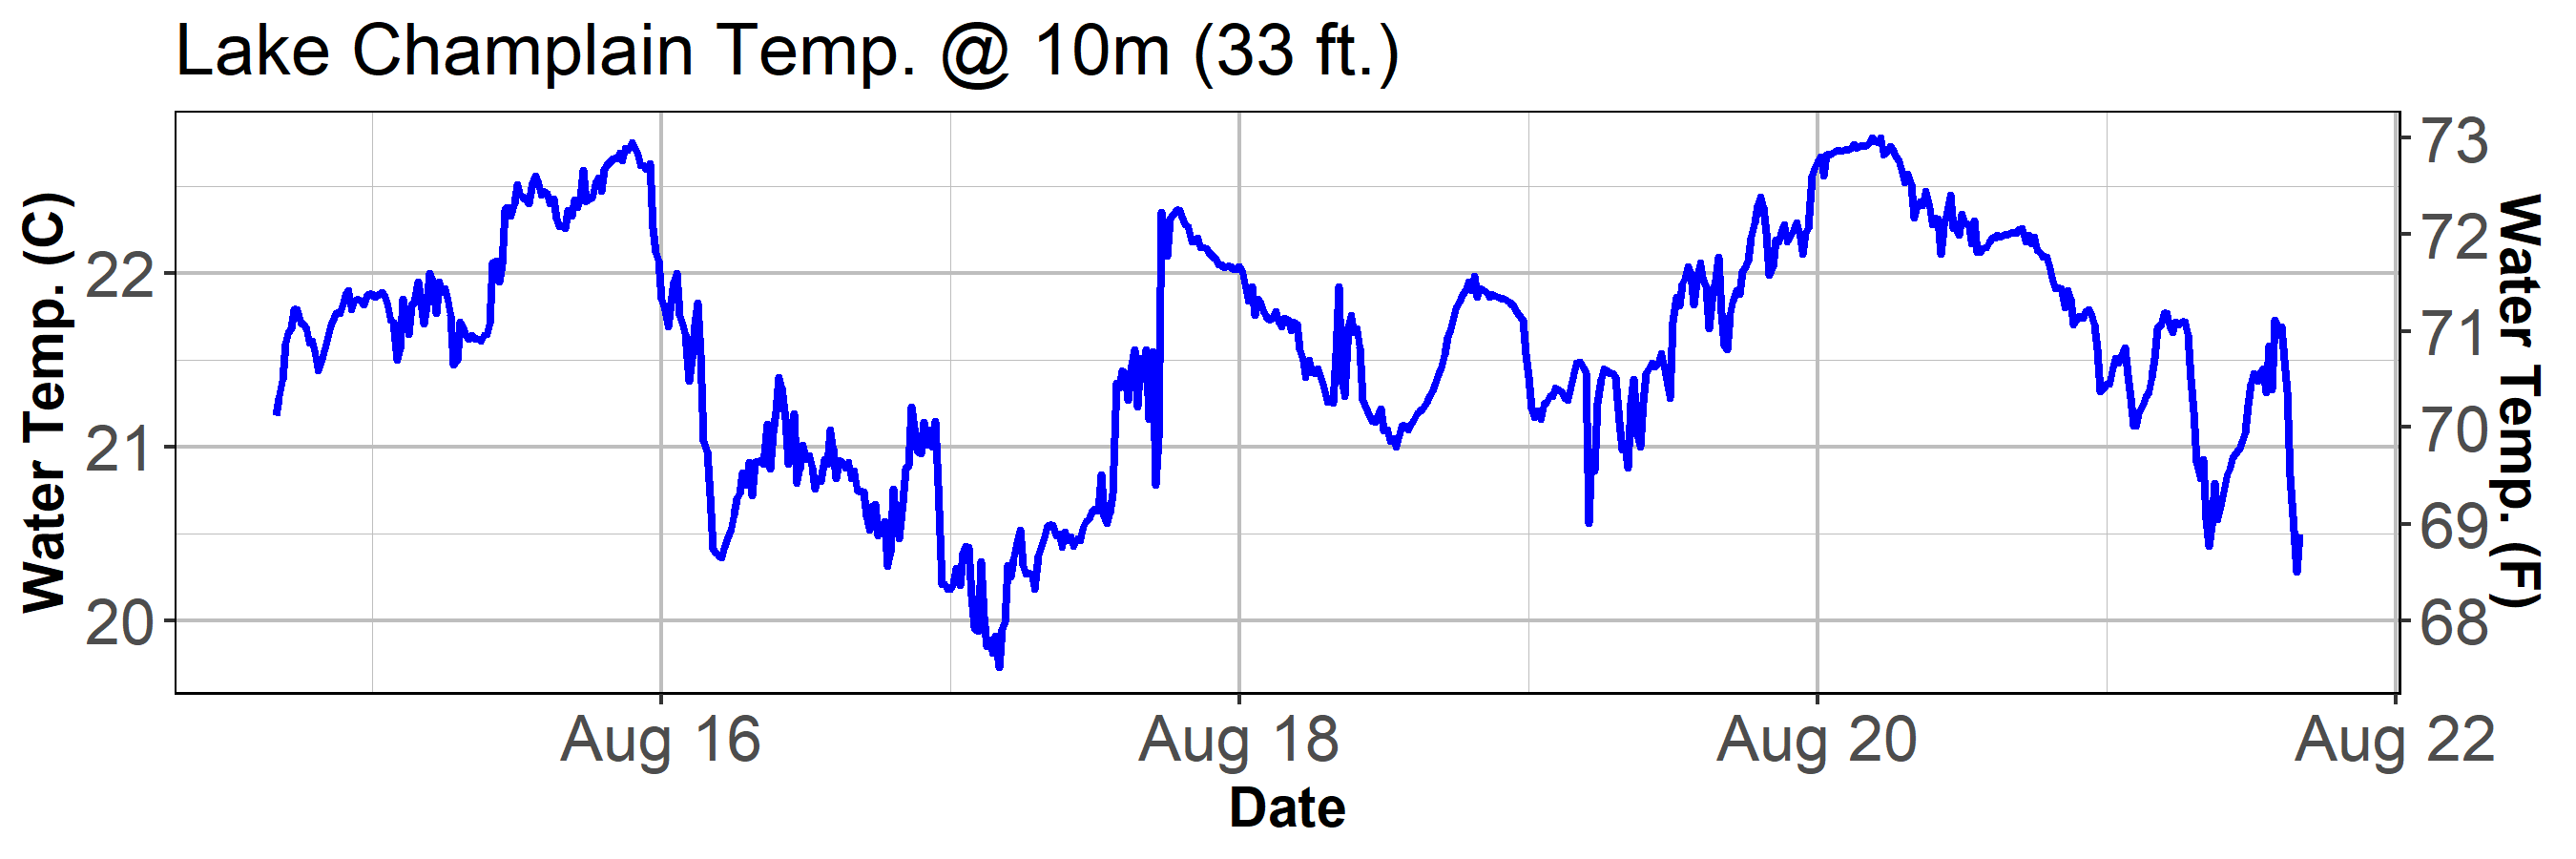 Lake Champlain Temp. @ 10m (33 ft.)
Water Temp. (C)
22
21
20
73
72
71
70
69
68
Water Temp. (F)
Aug 16 Aug 18 Aug 20 Aug 22
Date